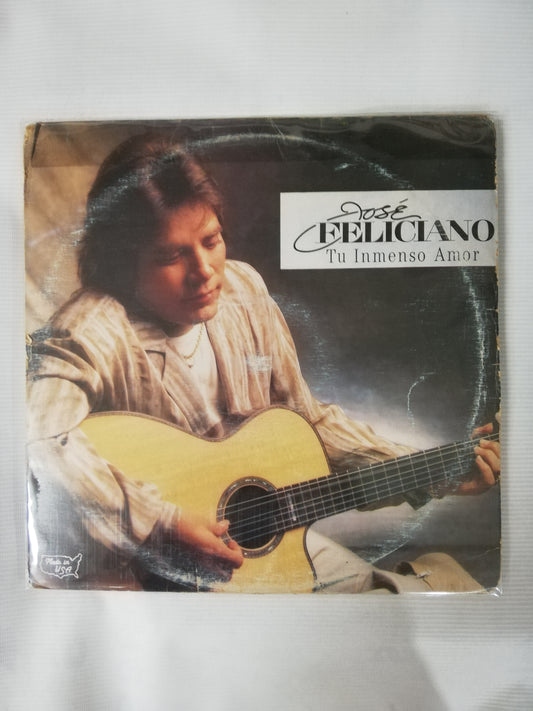 José
FELICIANO
Tu Inmenso Amor
Made in
USA